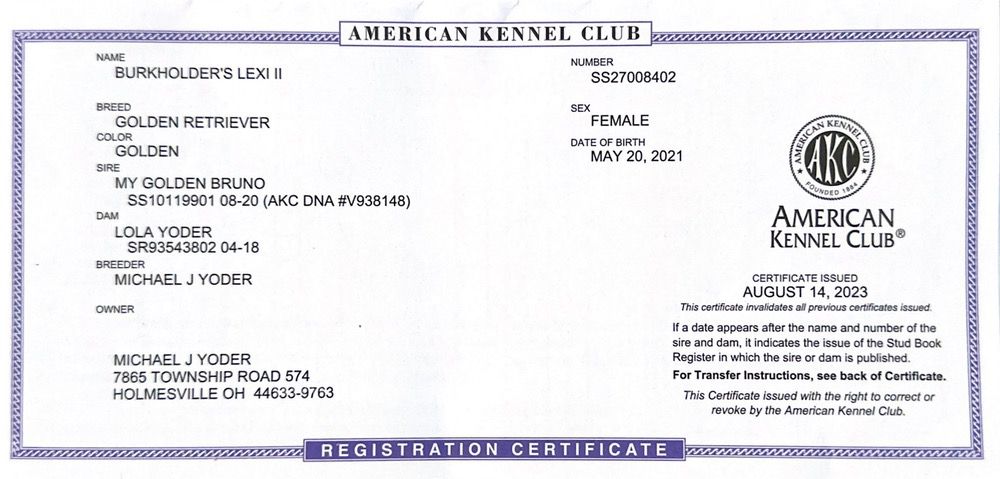 AMERICAN KENNEL CLUB
NAME
BURKHOLDER'S LEXI II
NUMBER
SS27008402
BREED
GOLDEN RETRIEVER
SEX
FEMALE
COLOR
GOLDEN
DATE OF BIRTH
MAY 20, 2021
SIRE
MY GOLDEN BRUNO
SS10119901 08-20 (AKC DNA #V938148)
DAM
LOLA YODER
SR93543802 04-18
BREEDER
MICHAEL J YODER
OWNER
MICHAEL J YODER
7865 TOWNSHIP ROAD 574
HOLMESVILLE OH 44633-9763
AMERICAN KENNEL CLUB
AKC
FOUNDED 1884
AMERICAN
KENNEL CLUB®
CERTIFICATE ISSUED
AUGUST 14, 2023
This certificate invalidates all previous certificates issued.
If a date appears after the name and number of the
sire and dam, it indicates the issue of the Stud Book
Register in which the sire or dam is published.
For Transfer Instructions, see back of Certificate.
This Certificate issued with the right to correct or
revoke by the American Kennel Club.
REGISTRATION CERTIFICATE